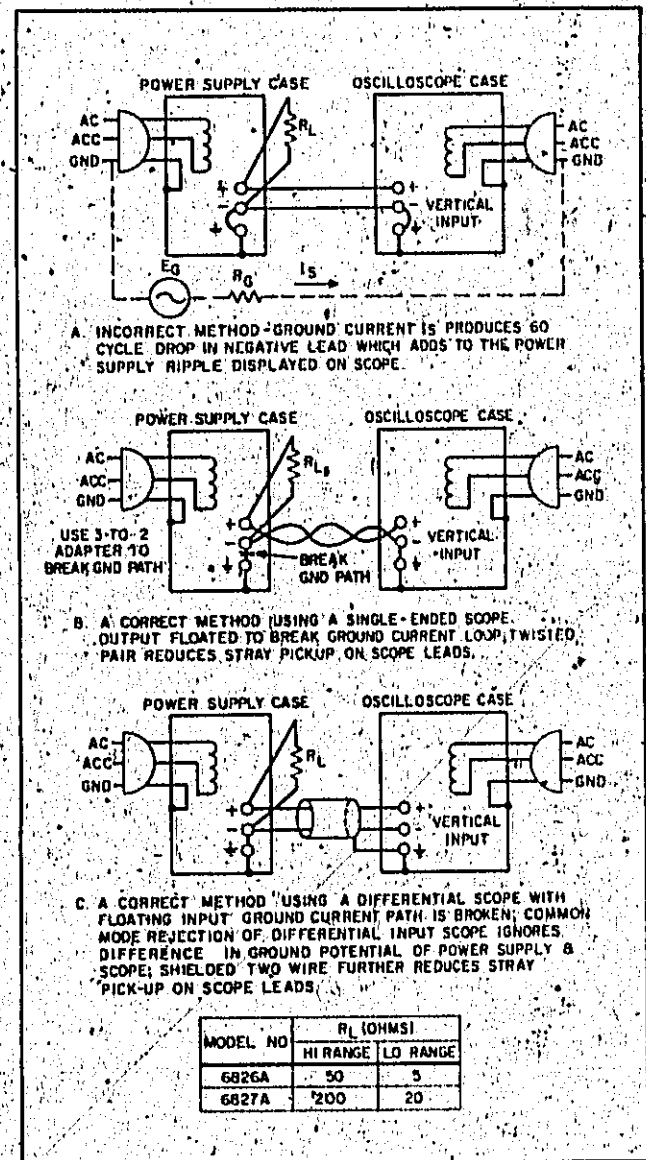 POWER SUPPLY CASE OSCILLOSCOPE CASE
AC
ACC
GND
RL
AC
ACC
GND
+
-
+
-
VERTICAL
INPUT
EG
RG
IS
A. INCORRECT METHOD-GROUND CURRENT IS PRODUCES 60
CYCLE DROP IN NEGATIVE LEAD WHICH ADDS TO THE POWER
SUPPLY RIPPLE DISPLAYED ON SCOPE.
POWER SUPPLY CASE OSCILLOSCOPE CASE
AC
ACC
GND
RL
AC
ACC
GND
USE 3-TO-2
ADAPTER TO
BREAK GND PATH
+
-
BREAK
GND PATH
+
-
VERTICAL
INPUT
B. A CORRECT METHOD USING A SINGLE-ENDED SCOPE.
OUTPUT FLOATED TO BREAK GROUND CURRENT LOOP, TWISTED
PAIR REDUCES STRAY PICKUP ON SCOPE LEADS.
POWER SUPPLY CASE OSCILLOSCOPE CASE
AC
ACC
GND
RL
AC
ACC
GND
+
-
+
-
VERTICAL
INPUT
C. A CORRECT METHOD USING A DIFFERENTIAL SCOPE WITH
FLOATING INPUT GROUND CURRENT PATH IS BROKEN; COMMON
MODE REJECTION OF DIFFERENTIAL INPUT SCOPE IGNORES
DIFFERENCE IN GROUND POTENTIAL OF POWER SUPPLY &
SCOPE; SHIELDED TWO WIRE FURTHER REDUCES STRAY
PICK-UP ON SCOPE LEADS.
MODEL NO RL (OHMS)
HI RANGE LO RANGE
6826A 50 5
6827A 200 20